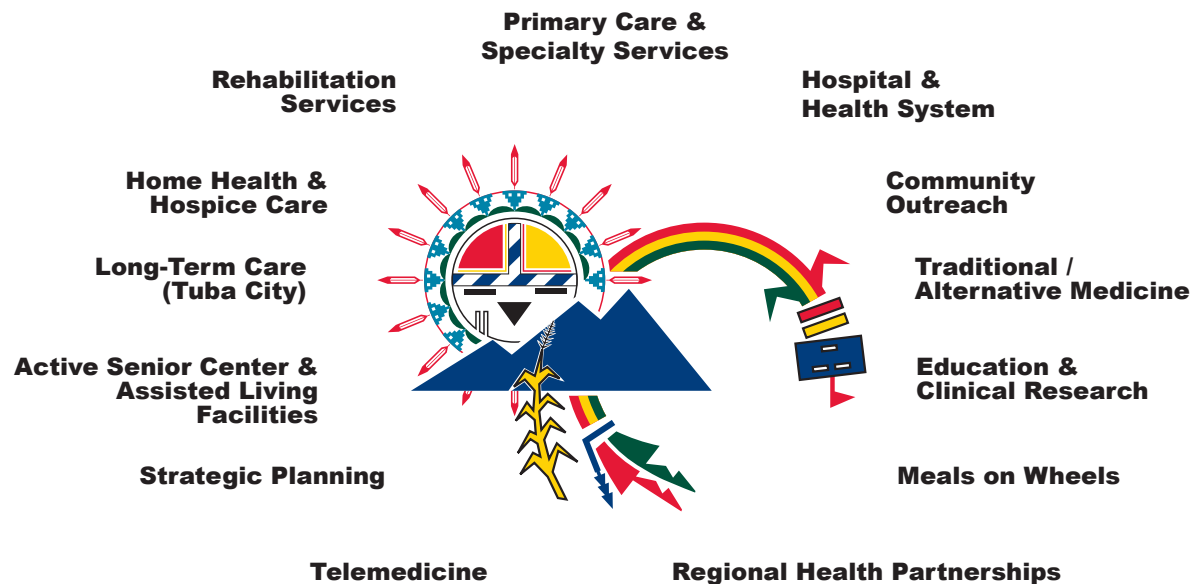 Primary Care &
Specialty Services
Rehabilitation
Services
Hospital &
Health System
Home Health &
Hospice Care
Community
Outreach
Long-Term Care
(Tuba City)
Traditional /
Alternative Medicine
Active Senior Center &
Assisted Living
Facilities
Education &
Clinical Research
Strategic Planning
Meals on Wheels
Telemedicine
Regional Health Partnerships